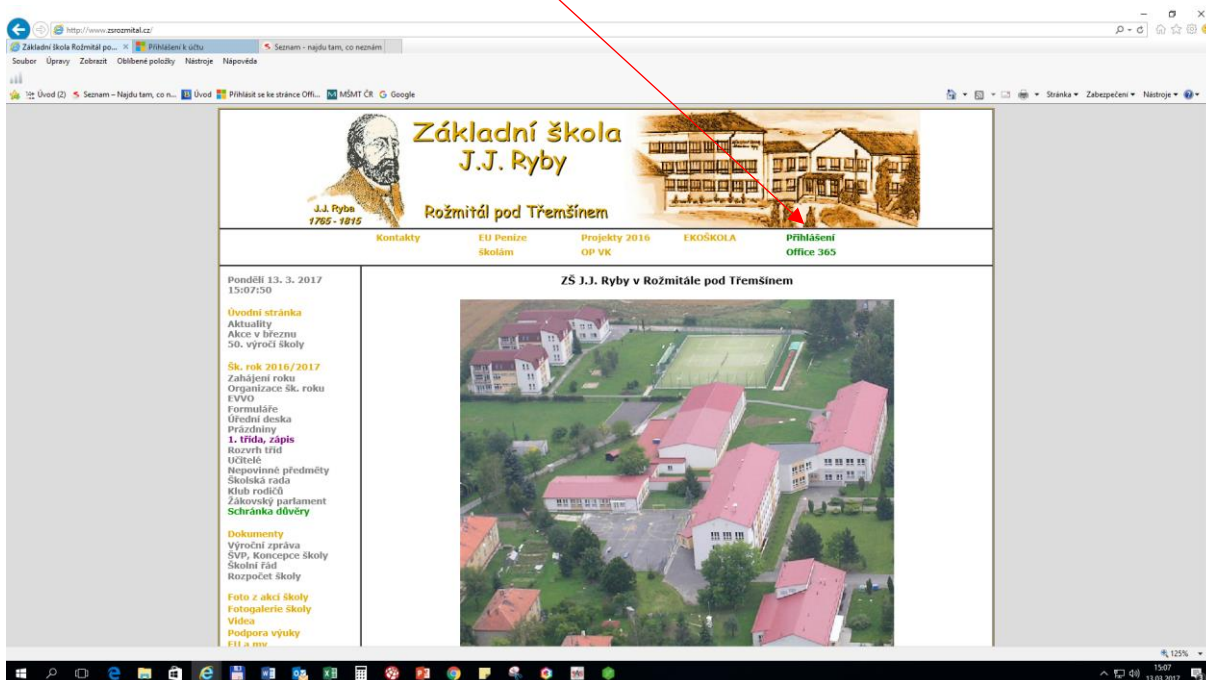 http://www.zsrozmital.cz/
Základní škola Rožmitál po...
Přihlášení k účtu
Seznam - najdu tam, co neznám
Soubor Úpravy Zobrazit Oblíbené položky Nástroje Nápověda
Úvod (2) Seznam – Najdu tam, co n... Úvod Přihlásit se ke stránce Offi... MŠMT ČR Google
Stránka Zabezpečení Nástroje
Základní škola
J.J. Ryby
Rožmitál pod Třemšínem
J.J. Ryba
1765 - 1815
Kontakty
EU Peníze
školám
Projekty 2016
OP VK
EKOŠKOLA
Přihlášení
Office 365
Pondělí 13. 3. 2017
15:07:50
Úvodní stránka
Aktuality
Akce v březnu
50. výročí školy
Šk. rok 2016/2017
Zahájení roku
Organizace šk. roku
EVVO
Formuláře
Úřední deska
Prázdniny
1. třída, zápis
Rozvrh tříd
Učitelé
Nepovinné předměty
Školská rada
Klub rodičů
Žákovský parlament
Schránka důvěry
Dokumenty
Výroční zpráva
ŠVP, Koncepce školy
Školní řád
Rozpočet školy
Foto z akcí školy
Fotogalerie školy
Videa
Podpora výuky
EU a my
ZŠ J.J. Ryby v Rožmitále pod Třemšínem
125%
15:07
13.03.2017